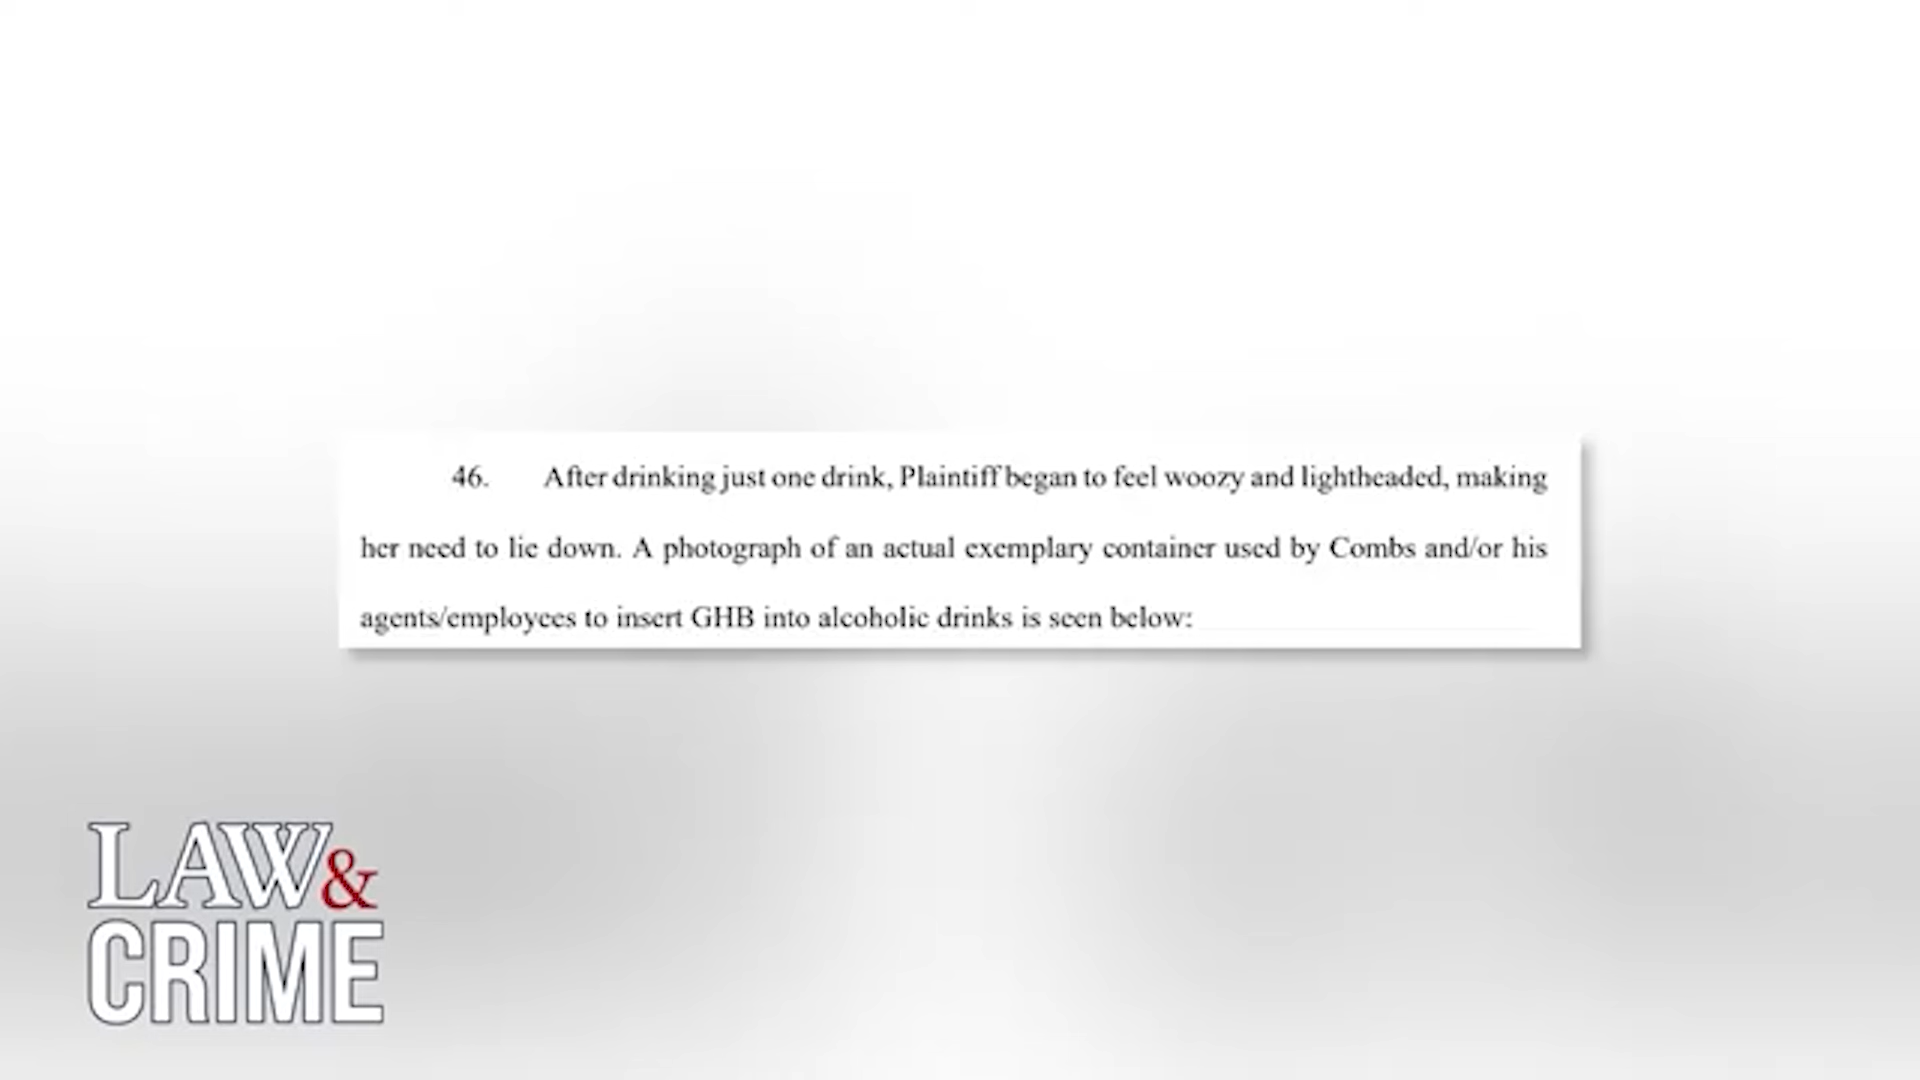 46. After drinking just one drink, Plaintiff began to feel woozy and lightheaded, making
her need to lie down. A photograph of an actual exemplary container used by Combs and/or his
agents/employees to insert GHB into alcoholic drinks is seen below:
LAW&
CRIME